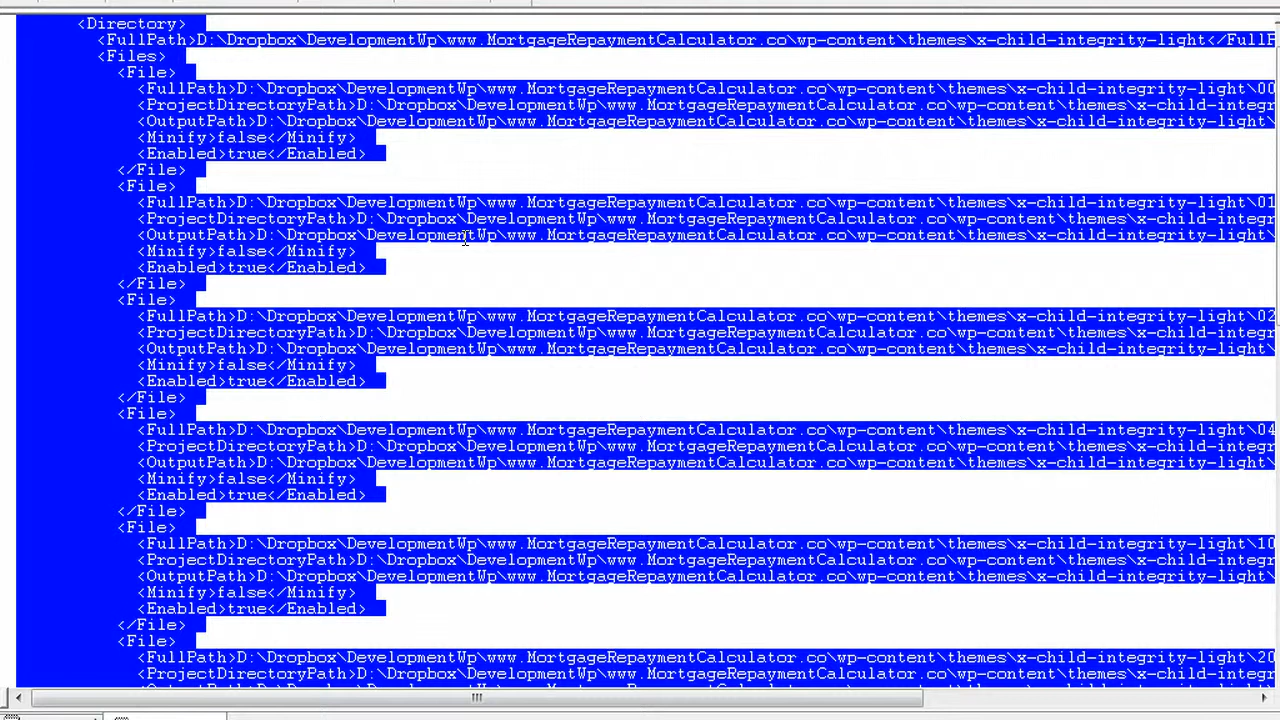 <Directory>
<FullPath>D:\Dropbox\DevelopmentWp\www.MortgageRepaymentCalculator.co\wp-content\themes\x-child-integrity-light</FullP
<Files>
<File>
<FullPath>D:\Dropbox\DevelopmentWp\www.MortgageRepaymentCalculator.co\wp-content\themes\x-child-integrity-light\00
<ProjectDirectoryPath>D:\Dropbox\DevelopmentWp\www.MortgageRepaymentCalculator.co\wp-content\themes\x-child-integr
<OutputPath>D:\Dropbox\DevelopmentWp\www.MortgageRepaymentCalculator.co\wp-content\themes\x-child-integrity-light\
<Minify>false</Minify>
<Enabled>true</Enabled>
</File>
<File>
<FullPath>D:\Dropbox\DevelopmentWp\www.MortgageRepaymentCalculator.co\wp-content\themes\x-child-integrity-light\01
<ProjectDirectoryPath>D:\Dropbox\DevelopmentWp\www.MortgageRepaymentCalculator.co\wp-content\themes\x-child-integr
<OutputPath>D:\Dropbox\DevelopmentWp\www.MortgageRepaymentCalculator.co\wp-content\themes\x-child-integrity-light\
<Minify>false</Minify>
<Enabled>true</Enabled>
</File>
<File>
<FullPath>D:\Dropbox\DevelopmentWp\www.MortgageRepaymentCalculator.co\wp-content\themes\x-child-integrity-light\02
<ProjectDirectoryPath>D:\Dropbox\DevelopmentWp\www.MortgageRepaymentCalculator.co\wp-content\themes\x-child-integr
<OutputPath>D:\Dropbox\DevelopmentWp\www.MortgageRepaymentCalculator.co\wp-content\themes\x-child-integrity-light\
<Minify>false</Minify>
<Enabled>true</Enabled>
</File>
<File>
<FullPath>D:\Dropbox\DevelopmentWp\www.MortgageRepaymentCalculator.co\wp-content\themes\x-child-integrity-light\04
<ProjectDirectoryPath>D:\Dropbox\DevelopmentWp\www.MortgageRepaymentCalculator.co\wp-content\themes\x-child-integr
<OutputPath>D:\Dropbox\DevelopmentWp\www.MortgageRepaymentCalculator.co\wp-content\themes\x-child-integrity-light\
<Minify>false</Minify>
<Enabled>true</Enabled>
</File>
<File>
<FullPath>D:\Dropbox\DevelopmentWp\www.MortgageRepaymentCalculator.co\wp-content\themes\x-child-integrity-light\10
<ProjectDirectoryPath>D:\Dropbox\DevelopmentWp\www.MortgageRepaymentCalculator.co\wp-content\themes\x-child-integr
<OutputPath>D:\Dropbox\DevelopmentWp\www.MortgageRepaymentCalculator.co\wp-content\themes\x-child-integrity-light\
<Minify>false</Minify>
<Enabled>true</Enabled>
</File>
<File>
<FullPath>D:\Dropbox\DevelopmentWp\www.MortgageRepaymentCalculator.co\wp-content\themes\x-child-integrity-light\20
<ProjectDirectoryPath>D:\Dropbox\DevelopmentWp\www.MortgageRepaymentCalculator.co\wp-content\themes\x-child-integr